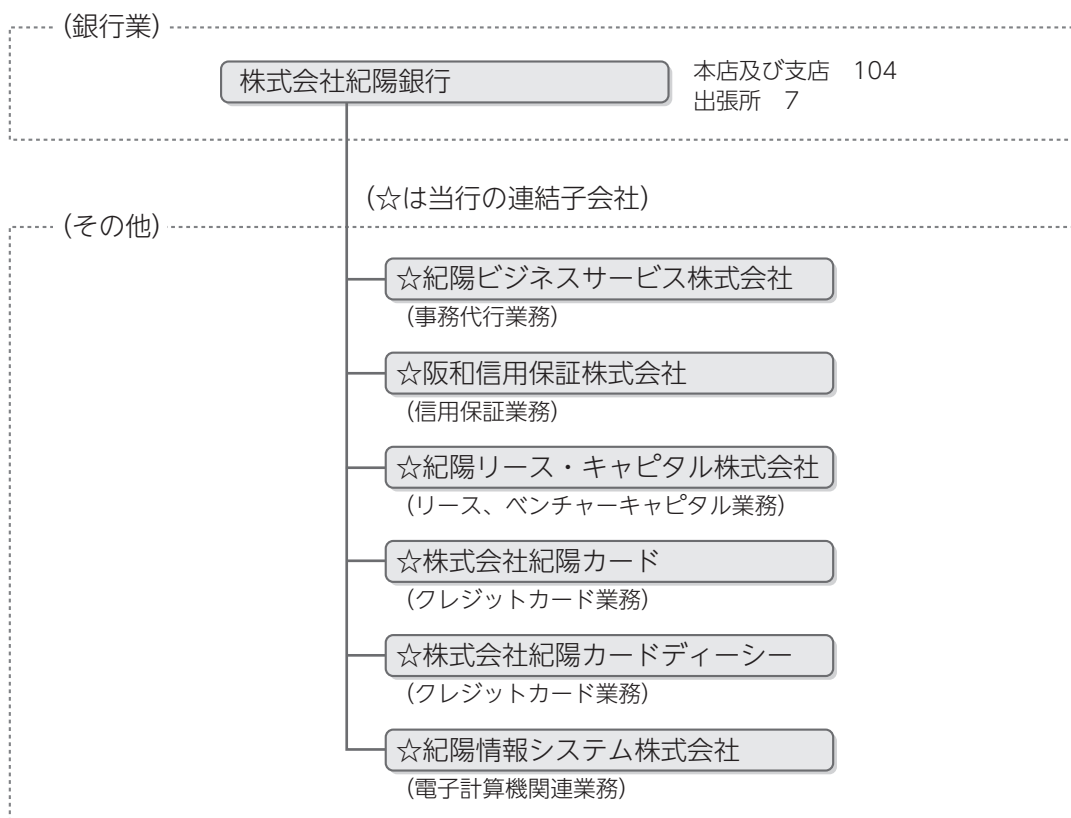 (銀行業)
株式会社紀陽銀行
本店及び支店 104
出張所 7
(☆は当行の連結子会社)
(その他)
☆紀陽ビジネスサービス株式会社
(事務代行業務)
☆阪和信用保証株式会社
(信用保証業務)
☆紀陽リース・キャピタル株式会社
(リース、ベンチャーキャピタル業務)
☆株式会社紀陽カード
(クレジットカード業務)
☆株式会社紀陽カードディーシー
(クレジットカード業務)
☆紀陽情報システム株式会社
(電子計算機関連業務)